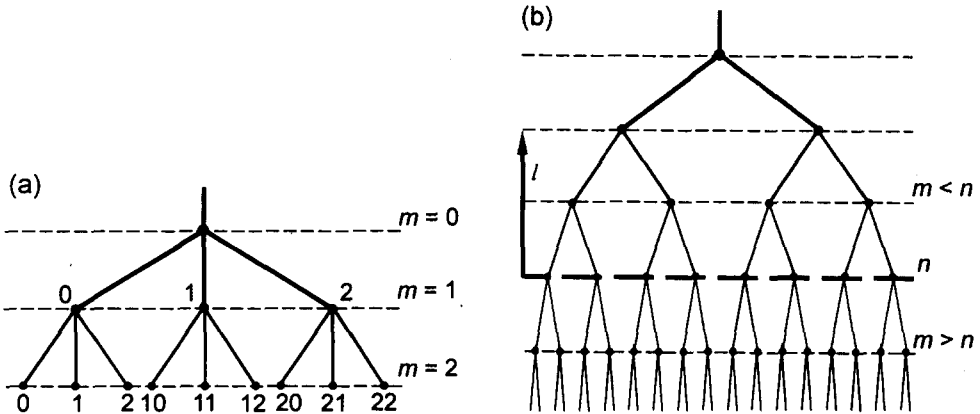 (a)
m = 0
0 1 2 m = 1
m = 2
0 1 2 10 11 12 20 21 22
(b)
l
m < n
n
m > n